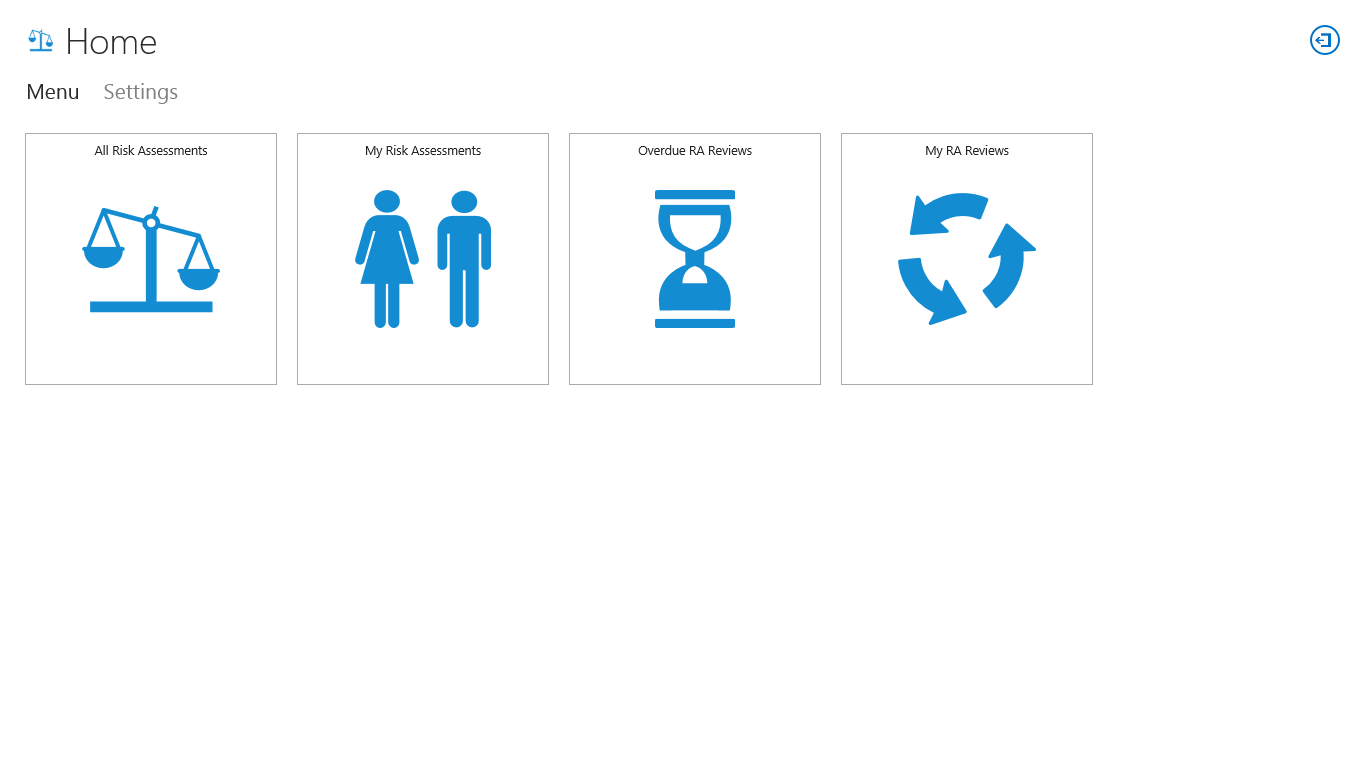 Home
Menu Settings
All Risk Assessments
My Risk Assessments
Overdue RA Reviews
My RA Reviews